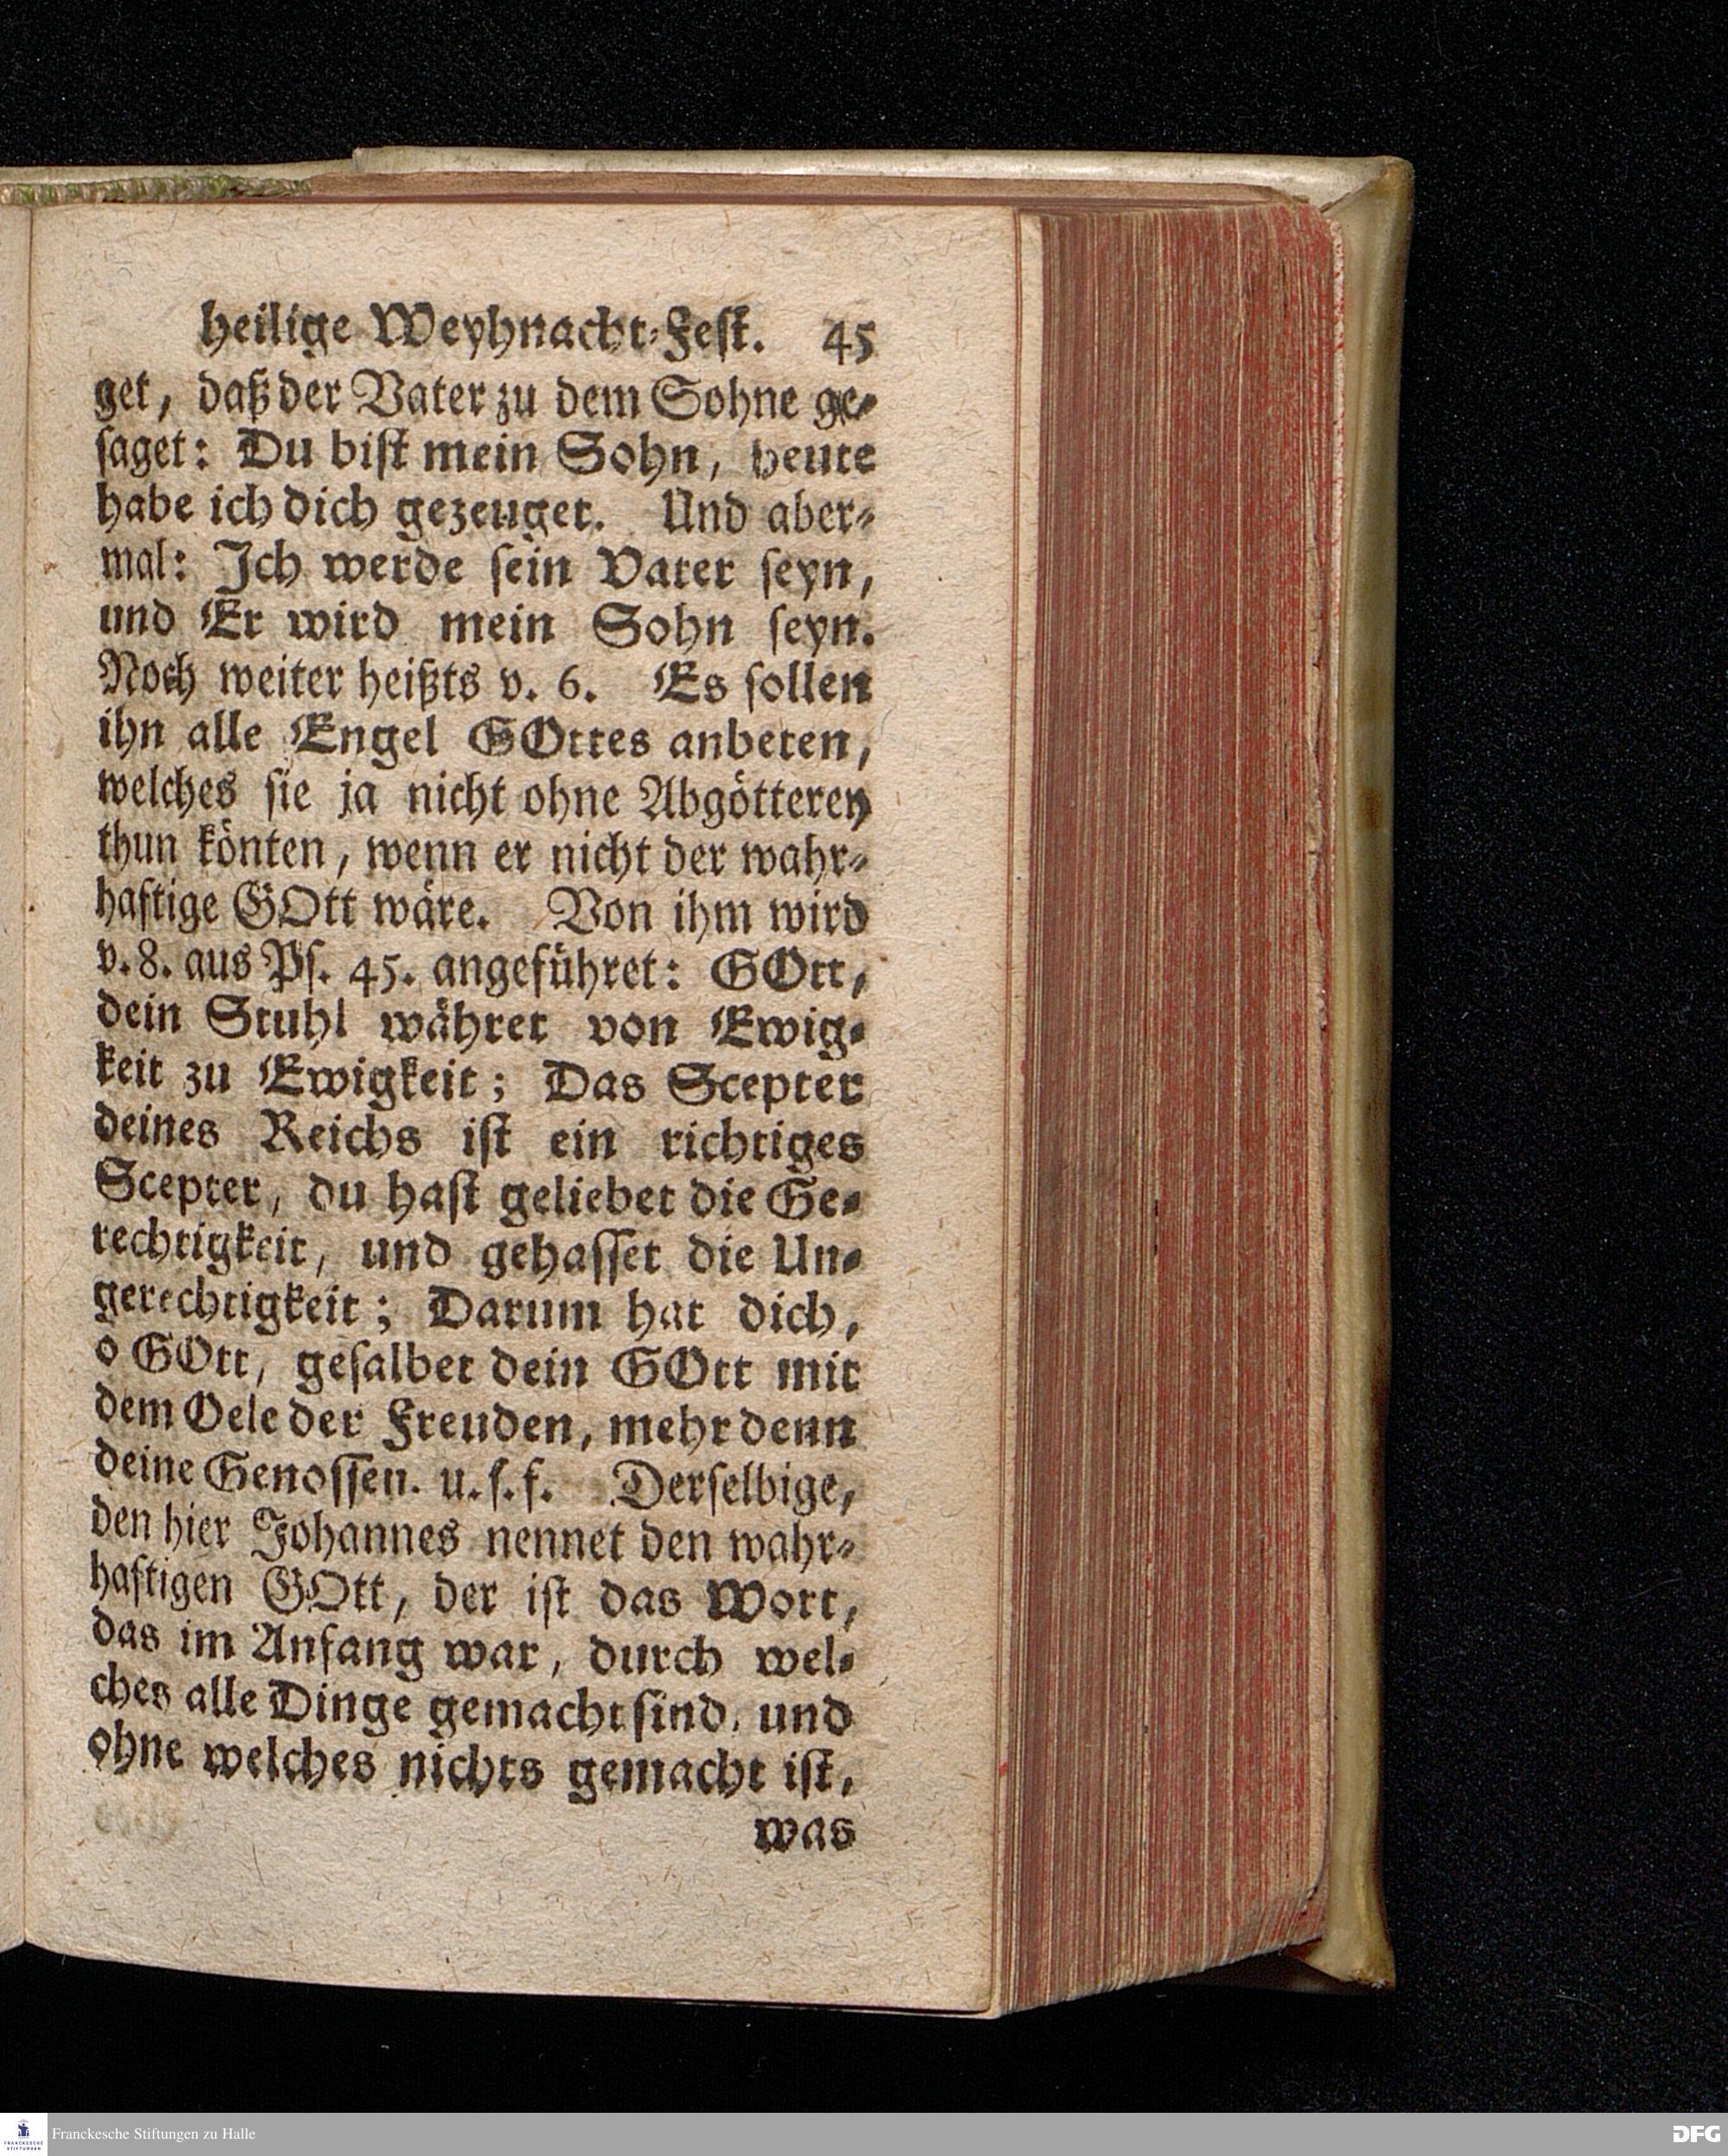 heilige Weyhnacht-Fest. 45
get, daß der Vater zu dem Sohne ge-
saget: Du bist mein Sohn, heute
habe ich dich gezeuget. Und aber-
mal: Ich werde sein Vater seyn,
und Er wird mein Sohn seyn.
Noch weiter heißts v. 6. Es sollen
ihn alle Engel GOttes anbeten,
welches sie ja nicht ohne Abgötterey
thun könten, wenn er nicht der wahr-
haftige GOtt wäre. Von ihm wird
v. 8. aus Ps. 45. angeführet: GOtt,
dein Stuhl währet von Ewig-
keit zu Ewigkeit; Das Scepter
deines Reichs ist ein richtiges
Scepter, du hast geliebet die Ge-
rechtigkeit, und gehasset die Un-
gerechtigkeit; Darum hat dich,
o GOtt, gesalbet dein GOtt mit
dem Oele der Freuden, mehr denn
deine Genossen. u. s. f. Derselbige,
den hier Johannes nennet den wahr-
haftigen GOtt, der ist das Wort,
das im Anfang war, durch wel-
ches alle Dinge gemacht sind, und
ohne welches nichts gemacht ist,
was
FRANCKESCHE STIFTUNGEN
Franckesche Stiftungen zu Halle
DFG